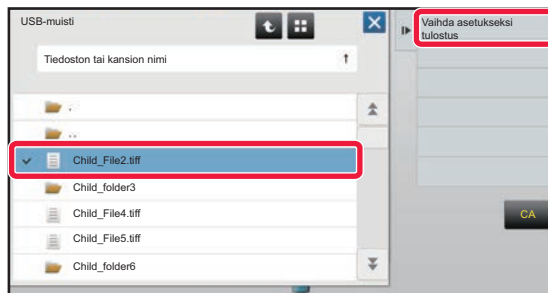 USB-muisti
Vaihda asetukseksi
tulostus
Tiedoston tai kansion nimi
.
..
Child_File2.tiff
Child_folder3
Child_File4.tiff
Child_File5.tiff
Child_folder6
CA